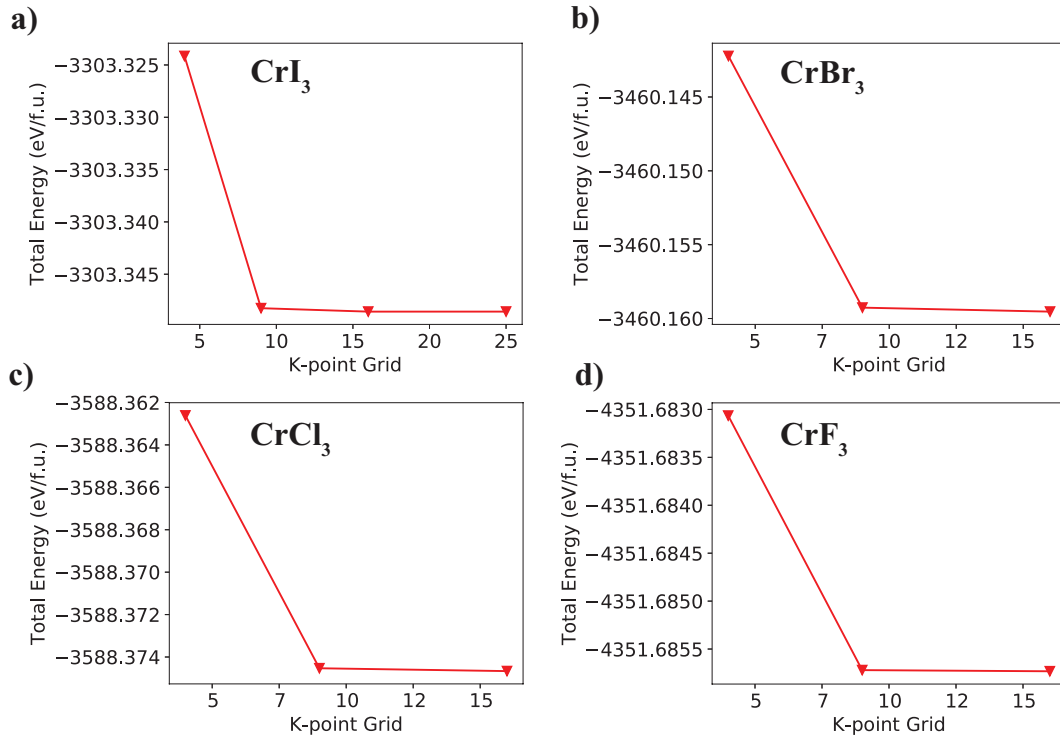 a)
CrI3
Total Energy (eV/f.u.)
−3303.325
−3303.330
−3303.335
−3303.340
−3303.345
5
10
15
20
25
K-point Grid
b)
CrBr3
Total Energy (eV/f.u.)
−3460.145
−3460.150
−3460.155
−3460.160
5
7
10
12
15
K-point Grid
c)
CrCl3
Total Energy (eV/f.u.)
−3588.362
−3588.364
−3588.366
−3588.368
−3588.370
−3588.372
−3588.374
5
7
10
12
15
K-point Grid
d)
CrF3
Total Energy (eV/f.u.)
−4351.6830
−4351.6835
−4351.6840
−4351.6845
−4351.6850
−4351.6855
5
7
10
12
15
K-point Grid